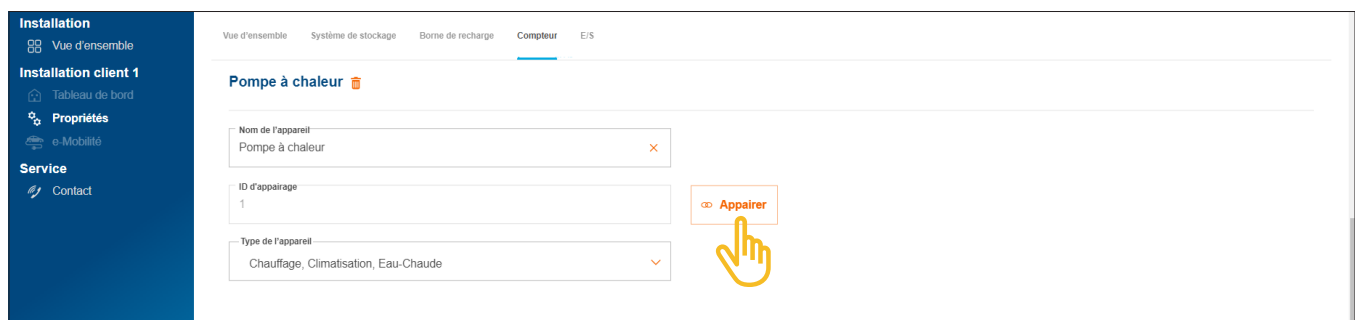 Installation
Vue d'ensemble
Installation client 1
Tableau de bord
Propriétés
e-Mobilité
Service
Contact
Vue d'ensemble Système de stockage Borne de recharge Compteur E/S
Pompe à chaleur
Nom de l'appareil
Pompe à chaleur
ID d'appairage
1
Appairer
Type de l'appareil
Chauffage, Climatisation, Eau-Chaude